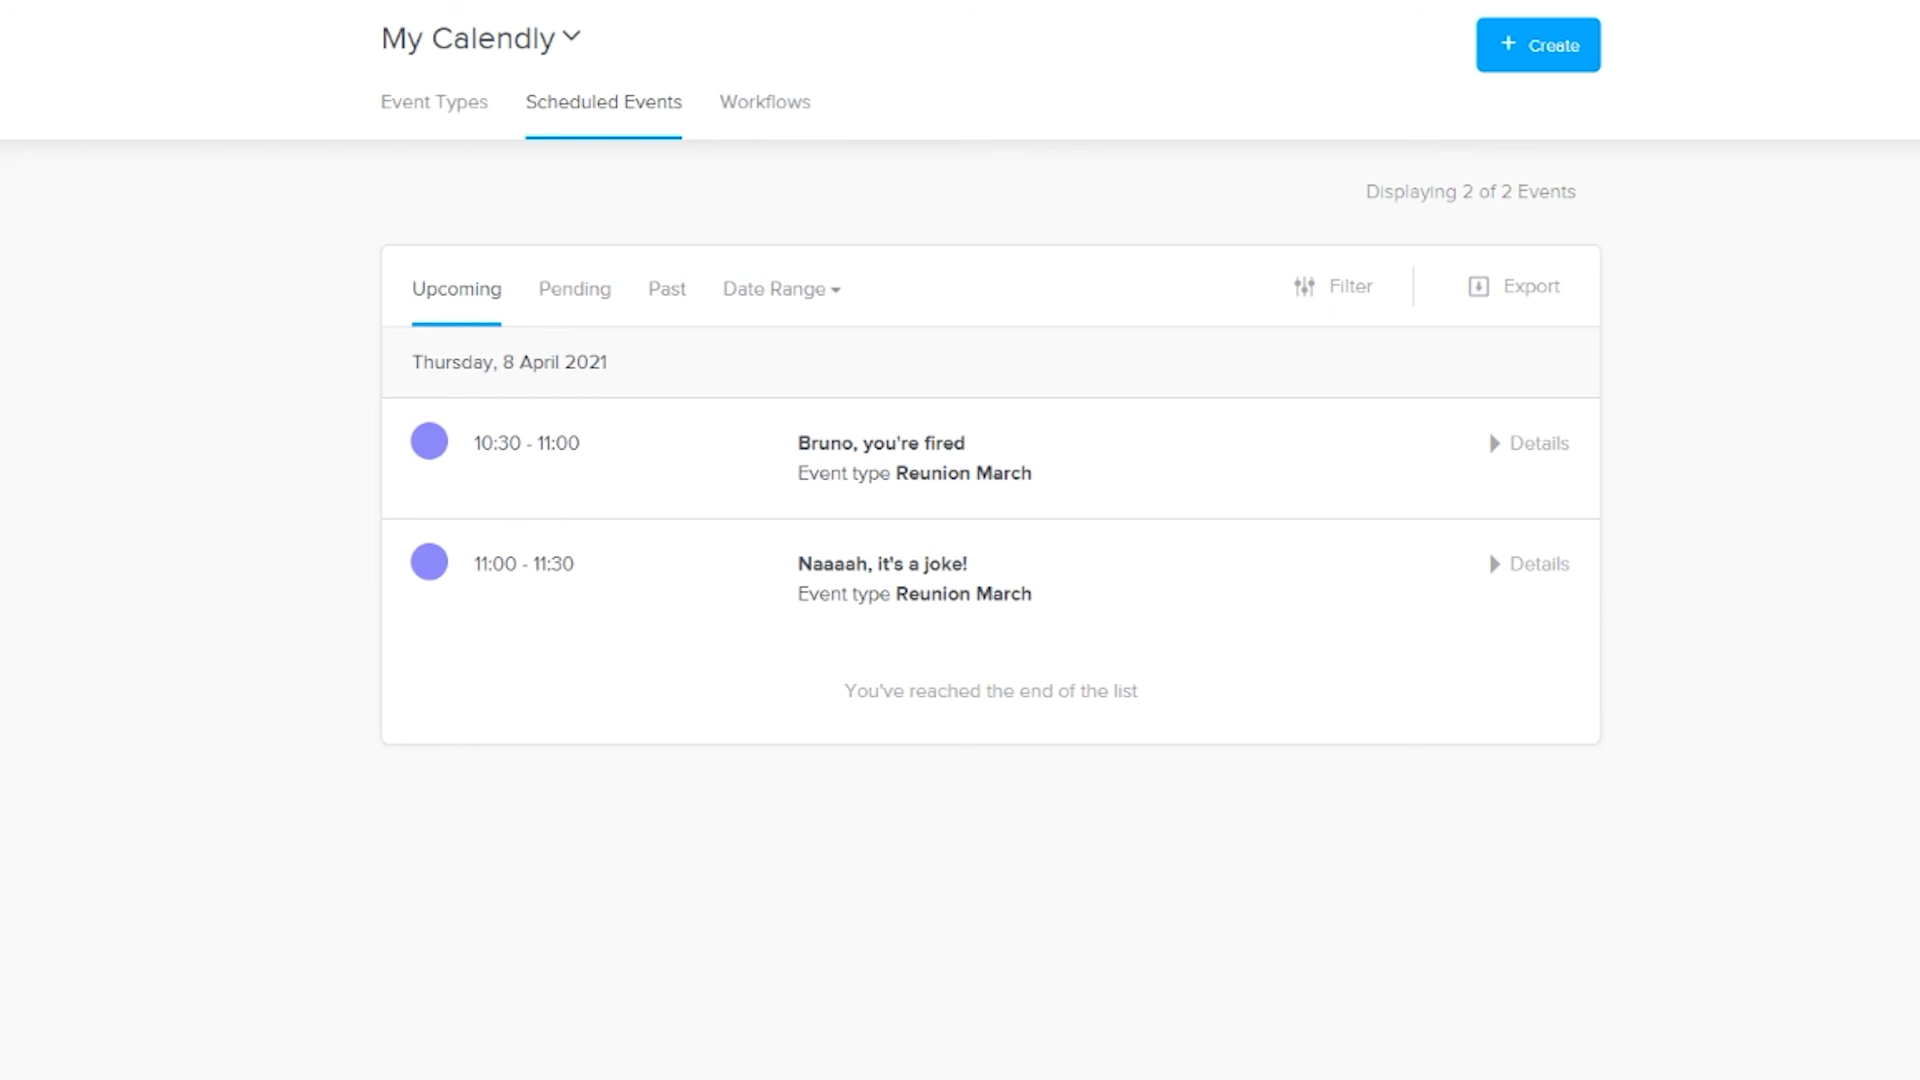 My Calendly
+ Create
Event Types Scheduled Events Workflows
Displaying 2 of 2 Events
Upcoming Pending Past Date Range Filter Export
Thursday, 8 April 2021
10:30 - 11:00 Bruno, you're fired Details
Event type Reunion March
11:00 - 11:30 Naaaah, it's a joke! Details
Event type Reunion March
You've reached the end of the list